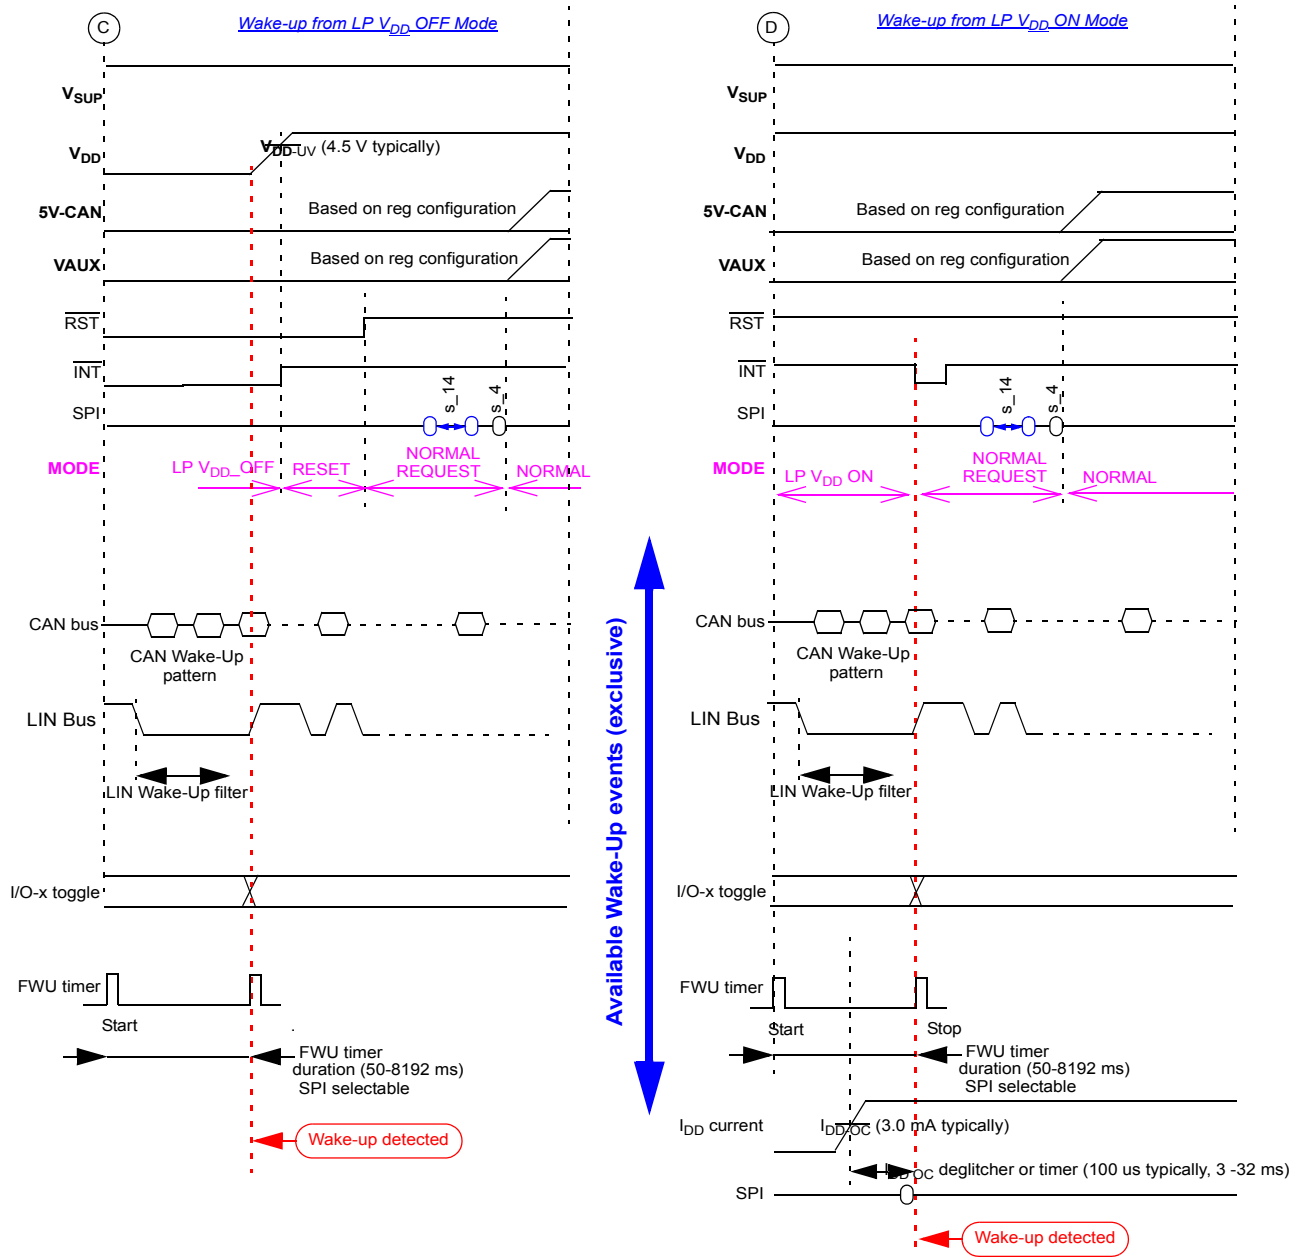 C
Wake-up from LP VDD OFF Mode
VSUP
VDD
VDD-UV (4.5 V typically)
5V-CAN
Based on reg configuration
VAUX
Based on reg configuration
RST
INT
SPI
s_14
s_4
MODE
LP VDD_OFF
RESET
NORMAL
REQUEST
NORMAL
CAN bus
CAN Wake-Up
pattern
LIN Bus
LIN Wake-Up filter
I/O-x toggle
FWU timer
Start
FWU timer
duration (50-8192 ms)
SPI selectable
Wake-up detected
Available Wake-Up events (exclusive)
D
Wake-up from LP VDD ON Mode
VSUP
VDD
5V-CAN
Based on reg configuration
VAUX
Based on reg configuration
RST
INT
SPI
s_14
s_4
MODE
LP VDD ON
NORMAL
REQUEST
NORMAL
CAN bus
CAN Wake-Up
pattern
LIN Bus
LIN Wake-Up filter
I/O-x toggle
FWU timer
Start
Stop
FWU timer
duration (50-8192 ms)
SPI selectable
IDD current
IDD-OC (3.0 mA typically)
IDD OC deglitcher or timer (100 us typically, 3 -32 ms)
SPI
Wake-up detected